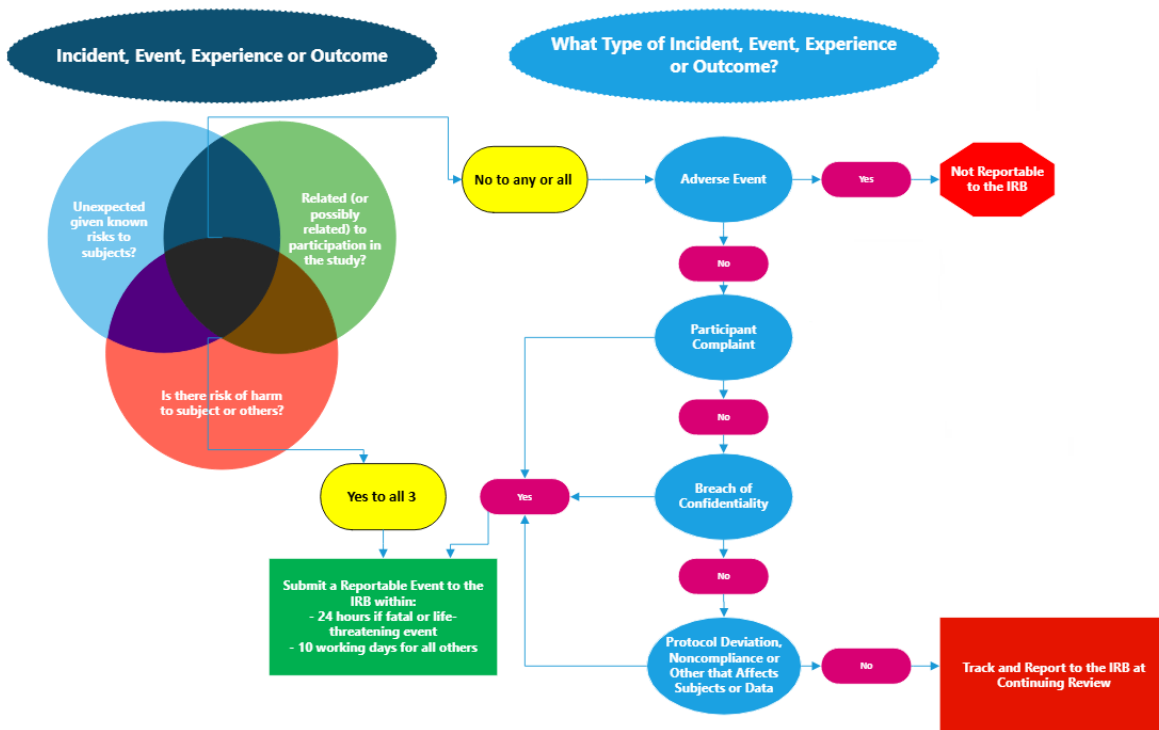 Incident, Event, Experience or Outcome
What Type of Incident, Event, Experience
or Outcome?
Unexpected
given known
risks to
subjects?
Related (or
possibly
related) to
participation in
the study?
Is there risk of harm
to subject or others?
No to any or all
Adverse Event
Yes
Not Reportable
to the IRB
No
Participant
Complaint
No
Yes to all 3
Yes
Breach of
Confidentiality
No
Submit a Reportable Event to the
IRB within:
- 24 hours if fatal or life-
threatening event
- 10 working days for all others
Protocol Deviation,
Noncompliance or
Other that Affects
Subjects or Data
No
Track and Report to the IRB at
Continuing Review